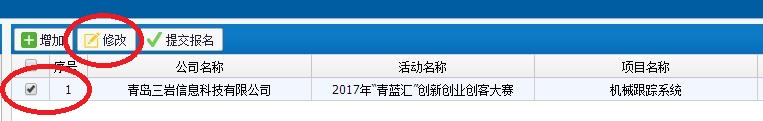 增加 修改 提交报名
序号 公司名称 活动名称 项目名称
1 青岛三岩信息科技有限公司 2017年"青蓝汇"创新创业创客大赛 机械跟踪系统